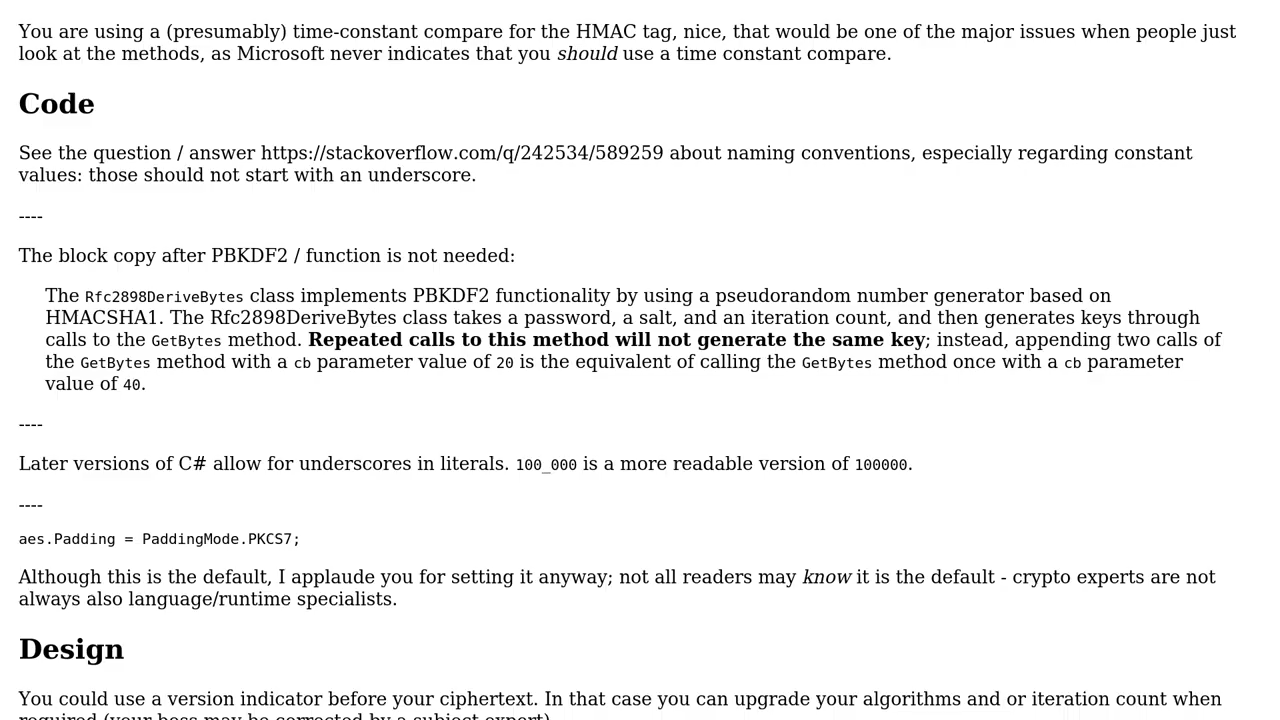 You are using a (presumably) time-constant compare for the HMAC tag, nice, that would be one of the major issues when people just
look at the methods, as Microsoft never indicates that you should use a time constant compare.
Code
See the question / answer https://stackoverflow.com/q/242534/589259 about naming conventions, especially regarding constant
values: those should not start with an underscore.
----
The block copy after PBKDF2 / function is not needed:
The Rfc2898DeriveBytes class implements PBKDF2 functionality by using a pseudorandom number generator based on
HMACSHA1. The Rfc2898DeriveBytes class takes a password, a salt, and an iteration count, and then generates keys through
calls to the GetBytes method. Repeated calls to this method will not generate the same key; instead, appending two calls of
the GetBytes method with a cb parameter value of 20 is the equivalent of calling the GetBytes method once with a cb parameter
value of 40.
----
Later versions of C# allow for underscores in literals. 100_000 is a more readable version of 100000.
----
aes.Padding = PaddingMode.PKCS7;
Although this is the default, I applaude you for setting it anyway; not all readers may know it is the default - crypto experts are not
always also language/runtime specialists.
Design
You could use a version indicator before your ciphertext. In that case you can upgrade your algorithms and or iteration count when
required (your boss may be corrected by a subject expert).